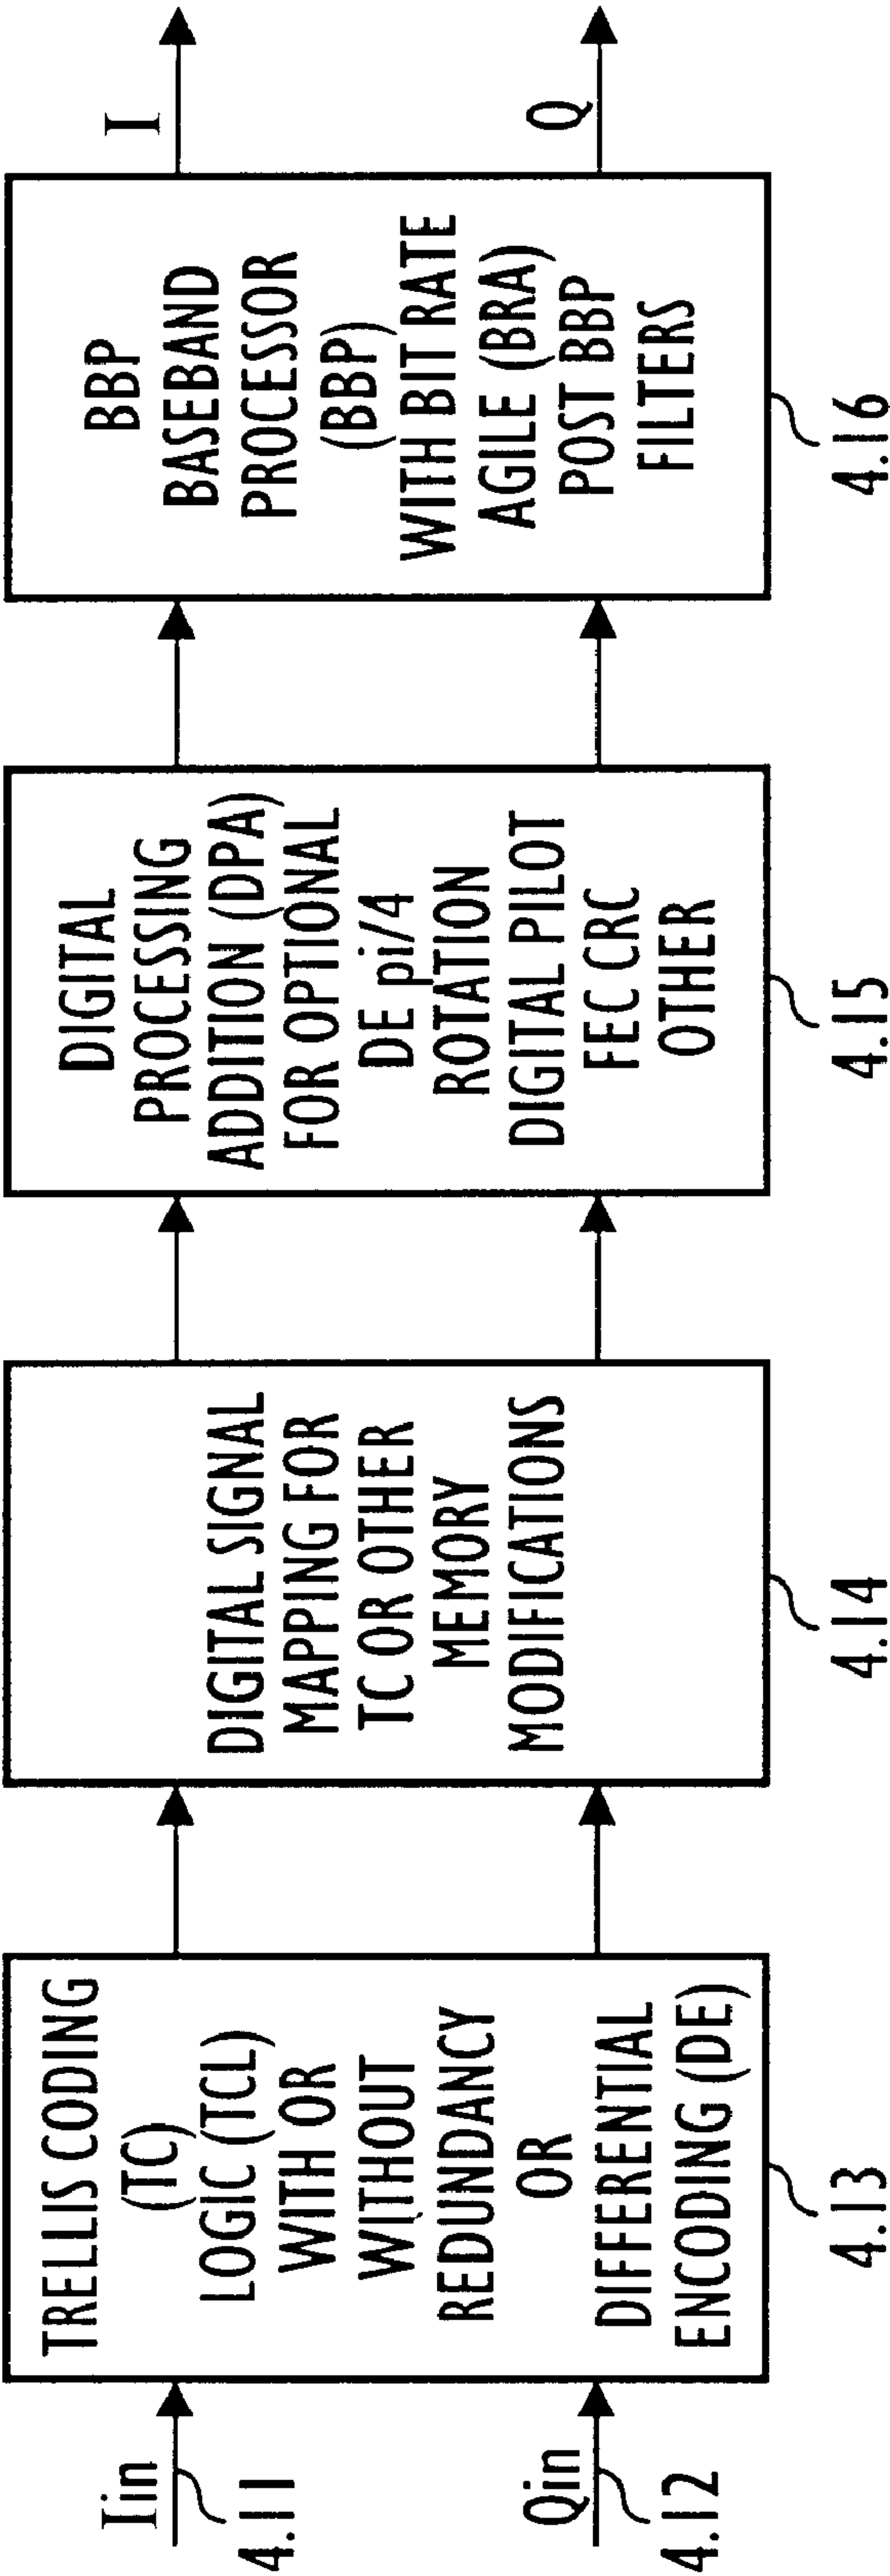 Iin
4.11
Qin
4.12
TRELLIS CODING
(TC)
LOGIC (TCL)
WITH OR
WITHOUT
REDUNDANCY
OR
DIFFERENTIAL
ENCODING (DE)
4.13
DIGITAL SIGNAL
MAPPING FOR
TC OR OTHER
MEMORY
MODIFICATIONS
4.14
DIGITAL
PROCESSING
ADDITION (DPA)
FOR OPTIONAL
DE pi/4
ROTATION
DIGITAL PILOT
FEC CRC
OTHER
4.15
BBP
BASEBAND
PROCESSOR
(BBP)
WITH BIT RATE
AGILE (BRA)
POST BBP
FILTERS
4.16
I
Q